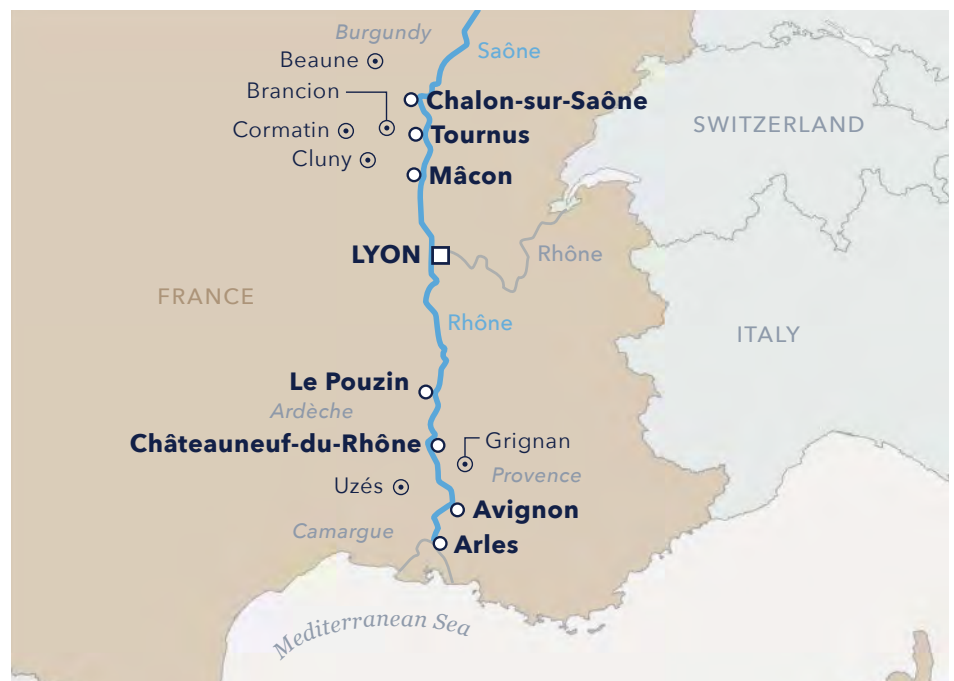 Burgundy
Saône
Beaune
Brancion
Chalon-sur-Saône
Cormatin
Tournus
SWITZERLAND
Cluny
Mâcon
LYON
Rhône
FRANCE
Rhône
ITALY
Le Pouzin
Ardèche
Châteauneuf-du-Rhône
Grignan
Provence
Uzés
Avignon
Camargue
Arles
Mediterranean Sea